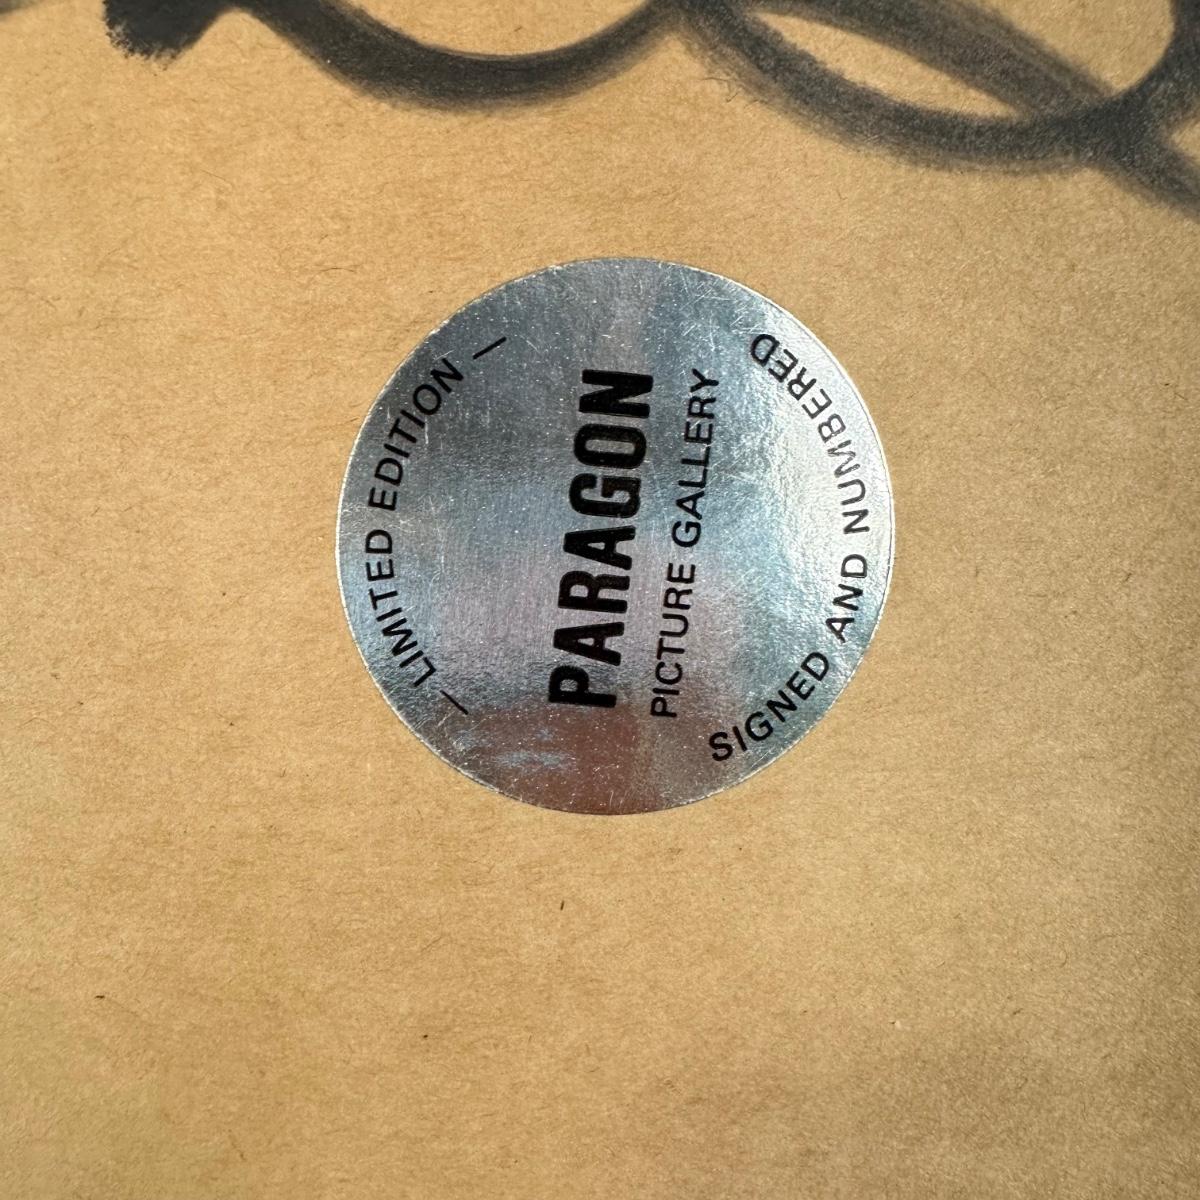 — LIMITED EDITION —
PARAGON
PICTURE GALLERY
SIGNED AND NUMBERED